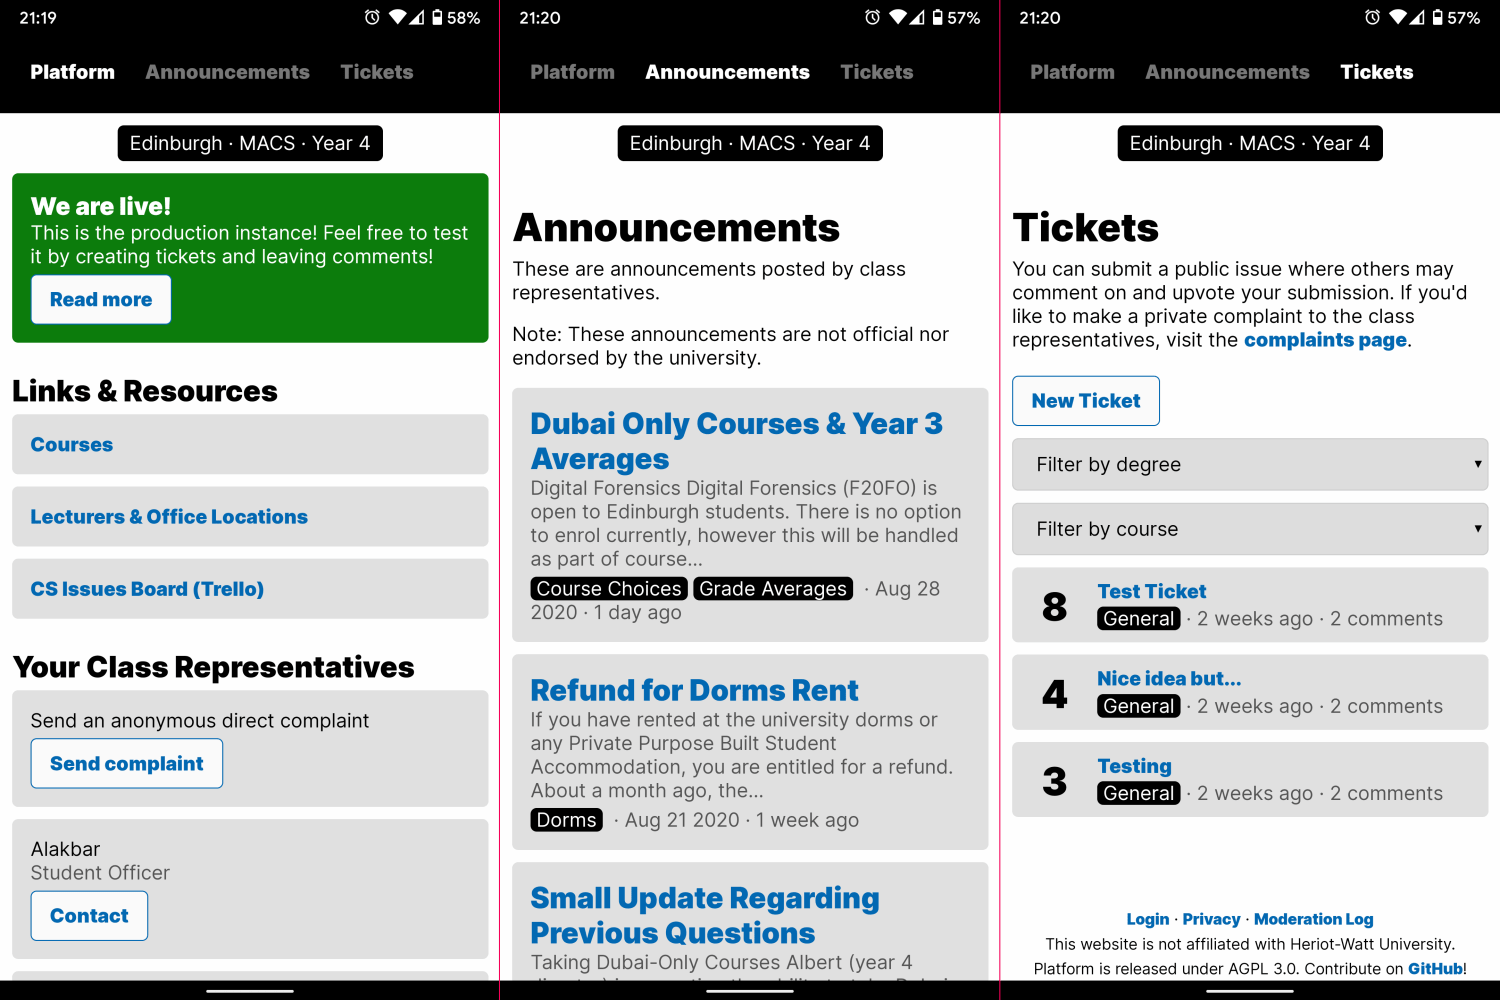 21:19
58%
Platform Announcements Tickets
Edinburgh · MACS · Year 4
We are live!
This is the production instance! Feel free to test
it by creating tickets and leaving comments!
Read more
Links & Resources
Courses
Lecturers & Office Locations
CS Issues Board (Trello)
Your Class Representatives
Send an anonymous direct complaint
Send complaint
Alakbar
Student Officer
Contact
21:20
57%
Platform Announcements Tickets
Edinburgh · MACS · Year 4
Announcements
These are announcements posted by class
representatives.
Note: These announcements are not official nor
endorsed by the university.
Dubai Only Courses & Year 3
Averages
Digital Forensics Digital Forensics (F20FO) is
open to Edinburgh students. There is no option
to enrol currently, however this will be handled
as part of course...
Course Choices Grade Averages · Aug 28
2020 · 1 day ago
Refund for Dorms Rent
If you have rented at the university dorms or
any Private Purpose Built Student
Accommodation, you are entitled for a refund.
About a month ago, the...
Dorms · Aug 21 2020 · 1 week ago
Small Update Regarding
Previous Questions
Taking Dubai-Only Courses Albert (year 4
21:20
57%
Platform Announcements Tickets
Edinburgh · MACS · Year 4
Tickets
You can submit a public issue where others may
comment on and upvote your submission. If you'd
like to make a private complaint to the class
representatives, visit the complaints page.
New Ticket
Filter by degree
Filter by course
8
Test Ticket
General · 2 weeks ago · 2 comments
4
Nice idea but...
General · 2 weeks ago · 2 comments
3
Testing
General · 2 weeks ago · 2 comments
Login · Privacy · Moderation Log
This website is not affiliated with Heriot-Watt University.
Platform is released under AGPL 3.0. Contribute on GitHub!